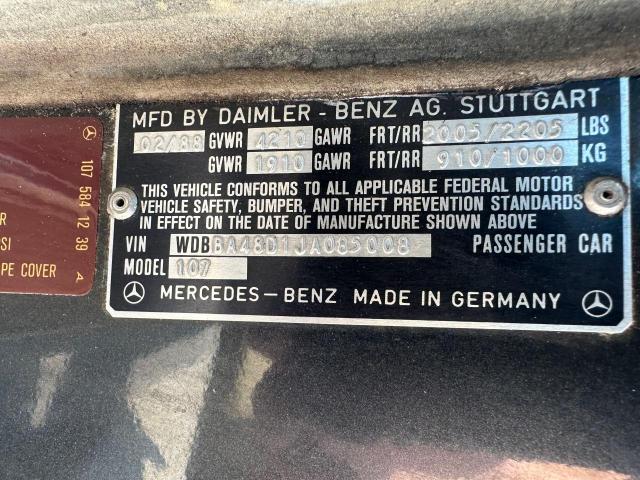 MFD BY DAIMLER - BENZ AG. STUTTGART
02/88 GVWR 4210 GAWR FRT/RR 2005/2205 LBS
GVWR 1910 GAWR FRT/RR 910/1000 KG
THIS VEHICLE CONFORMS TO ALL APPLICABLE FEDERAL MOTOR
VEHICLE SAFETY, BUMPER, AND THEFT PREVENTION STANDARDS
IN EFFECT ON THE DATE OF MANUFACTURE SHOWN ABOVE
VIN WDBBA48D1JA085008 PASSENGER CAR
MODEL 107
MERCEDES-BENZ MADE IN GERMANY
107 584 12 39 A
R
SI
PE COVER